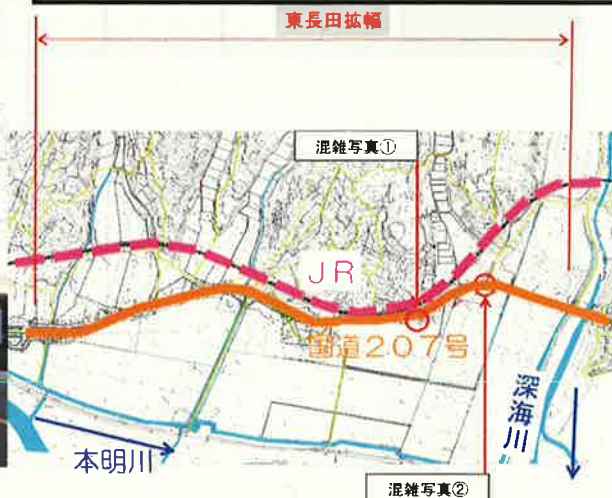 東長田拡幅
混雑写真①
JR
国道207号
深海川
本明川
混雑写真②